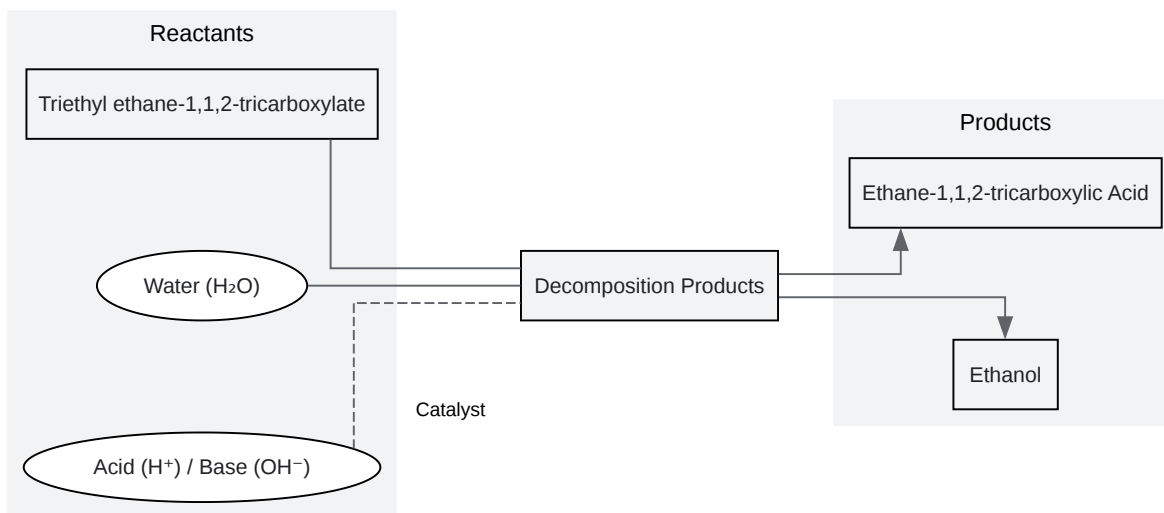 Reactants
Triethyl ethane-1,1,2-tricarboxylate
Water (H₂O)
Acid (H⁺) / Base (OH⁻)
Catalyst
Decomposition Products
Products
Ethane-1,1,2-tricarboxylic Acid
Ethanol